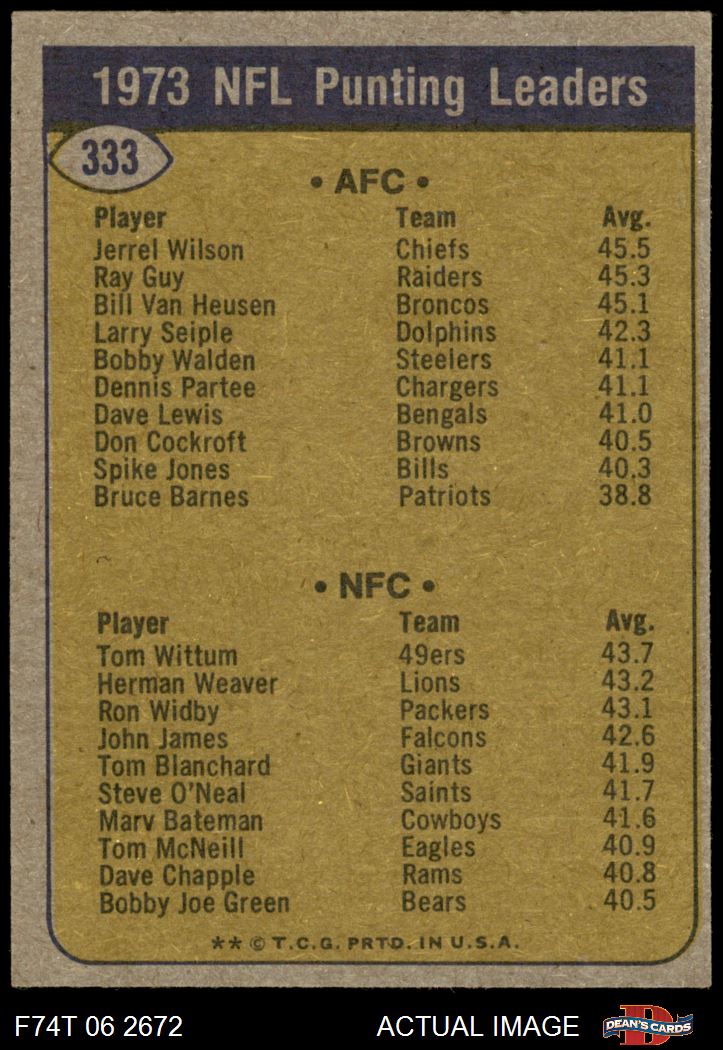 1973 NFL Punting Leaders
333
• AFC •
Player Team Avg.
Jerrel Wilson Chiefs 45.5
Ray Guy Raiders 45.3
Bill Van Heusen Broncos 45.1
Larry Seiple Dolphins 42.3
Bobby Walden Steelers 41.1
Dennis Partee Chargers 41.1
Dave Lewis Bengals 41.0
Don Cockroft Browns 40.5
Spike Jones Bills 40.3
Bruce Barnes Patriots 38.8
• NFC •
Player Team Avg.
Tom Wittum 49ers 43.7
Herman Weaver Lions 43.2
Ron Widby Packers 43.1
John James Falcons 42.6
Tom Blanchard Giants 41.9
Steve O'Neal Saints 41.7
Marv Bateman Cowboys 41.6
Tom McNeill Eagles 40.9
Dave Chapple Rams 40.8
Bobby Joe Green Bears 40.5
** © T.C.G. PRTD. IN U.S.A.
F74T 06 2672 ACTUAL IMAGE D DEAN'S CARDS